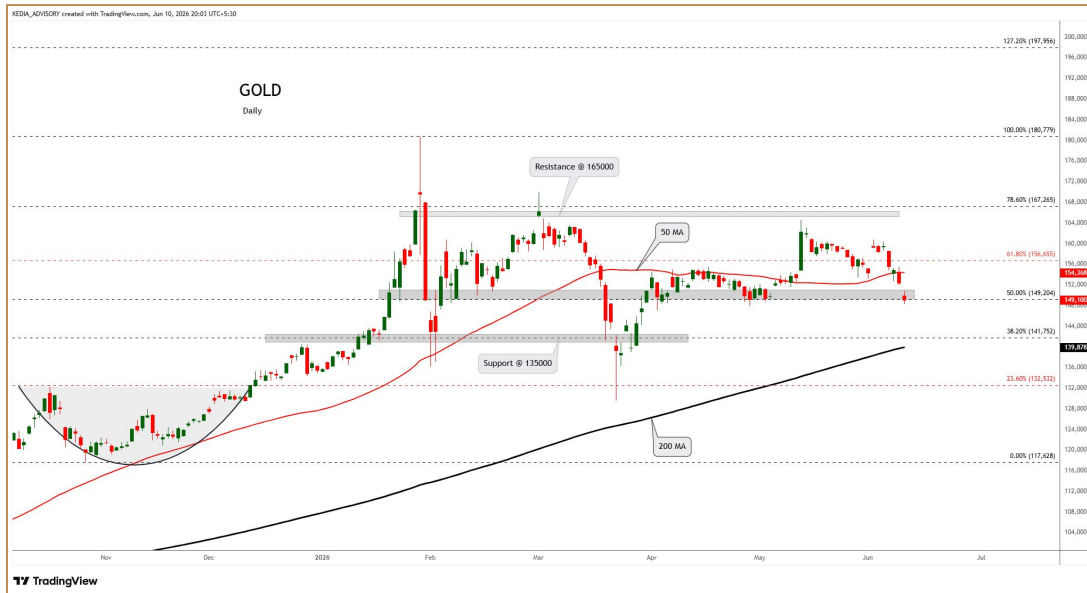 KEDIA_ADVISORY created with TradingView.com, Jun 10, 2026 20:03 UTC+5:30
GOLD
Daily
127.20% (197,956)
100.00% (180,779)
Resistance @ 165000
78.60% (167,265)
50 MA
61.80% (156,655)
50.00% (149,204)
38.20% (141,752)
Support @ 135000
23.60% (132,532)
200 MA
0.00% (117,628)
200,000
196,000
192,000
188,000
184,000
180,000
176,000
172,000
168,000
164,000
160,000
156,000
154,368
152,000
149,100
148,000
144,000
139,878
136,000
132,000
128,000
124,000
120,000
116,000
112,000
108,000
104,000
Nov
Dec
2026
Feb
Mar
Apr
May
Jun
Jul
TradingView